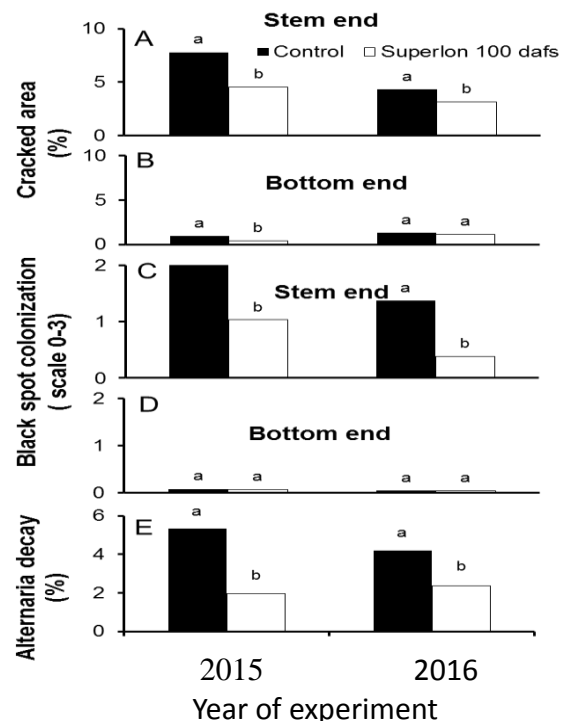 Stem end
A
Control Superlon 100 dafs
10
5
0
a b a b
Cracked area
(%)
B
Bottom end
10
5
0
a b a a
C
Stem end
2
1
0
b a b
Black spot colonization
( scale 0-3)
D
Bottom end
2
1
0
a a a a
E
6
4
2
0
a b a b
Alternaria decay
(%)
2015 2016
Year of experiment